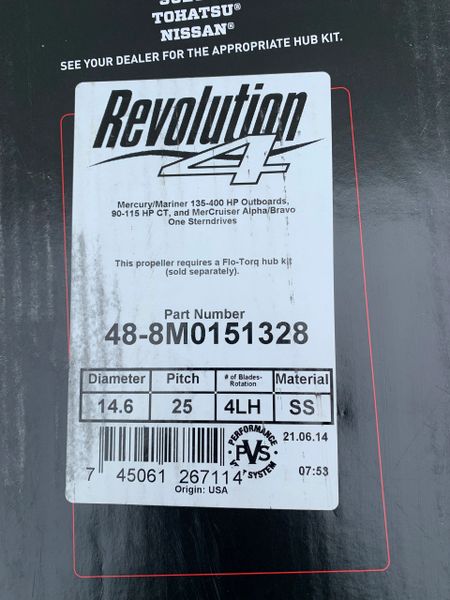 TOHATSU®
NISSAN®
SEE YOUR DEALER FOR THE APPROPRIATE HUB KIT.
Revolution
4
Mercury/Mariner 135-400 HP Outboards,
90-115 HP CT, and MerCruiser Alpha/Bravo
One Sterndrives
This propeller requires a Flo-Torq hub kit
(sold separately).
Part Number
48-8M0151328
Diameter Pitch # of Blades-Rotation Material
14.6 25 4LH SS
PERFORMANCE
PVS
VENT SYSTEM
21.06.14
07:53
7 45061 267114
Origin: USA